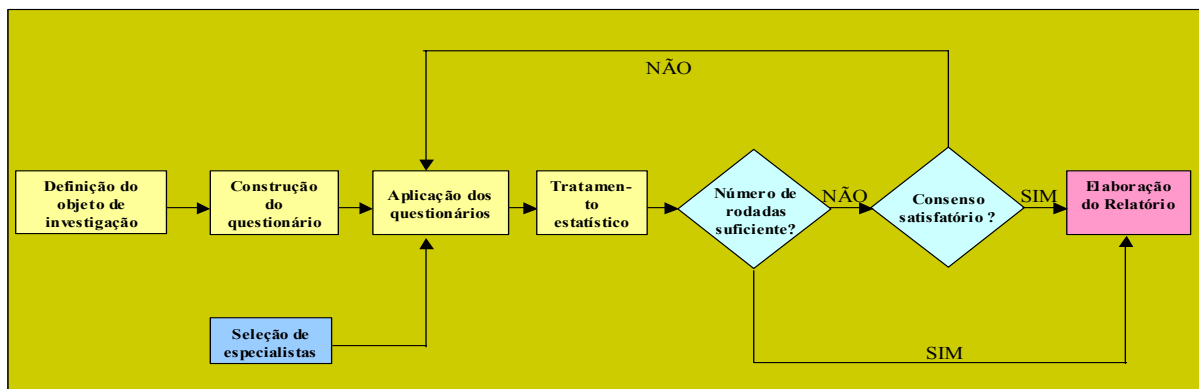 NÃO
Definição do
objeto de
investigação
Construção
do
questionário
Aplicação dos
questionários
Tratamen-
to
estatístico
Número de
rodadas
suficiente?
NÃO
Consenso
satisfatório ?
SIM
Elaboração
do Relatório
Seleção de
especialistas
SIM